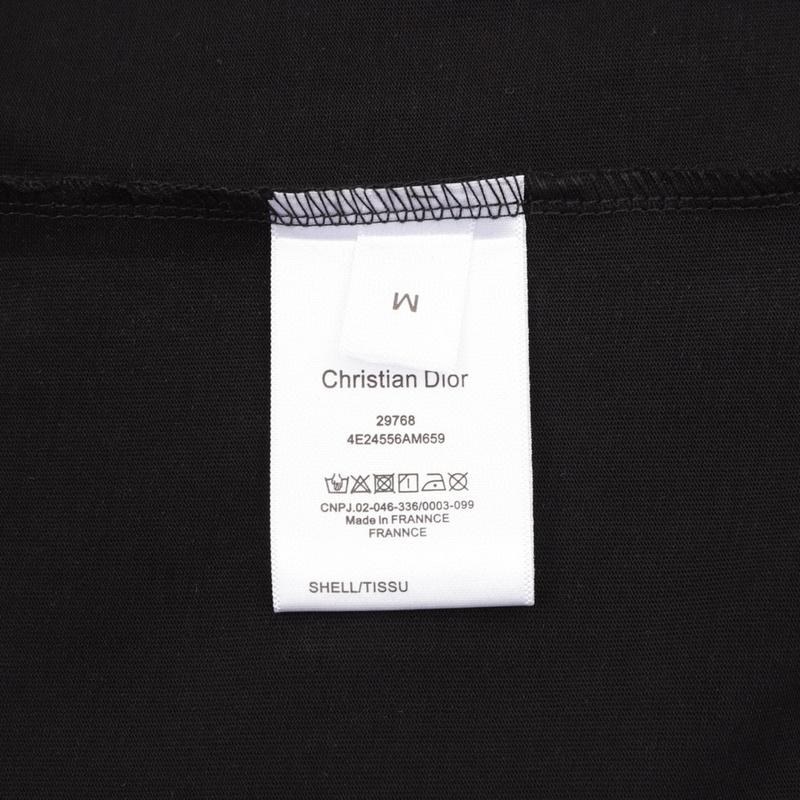 M
Christian Dior
29768
4E24556AM659
CNPJ.02-046-336/0003-099
Made in FRANNCE
FRANNCE
SHELL/TISSU